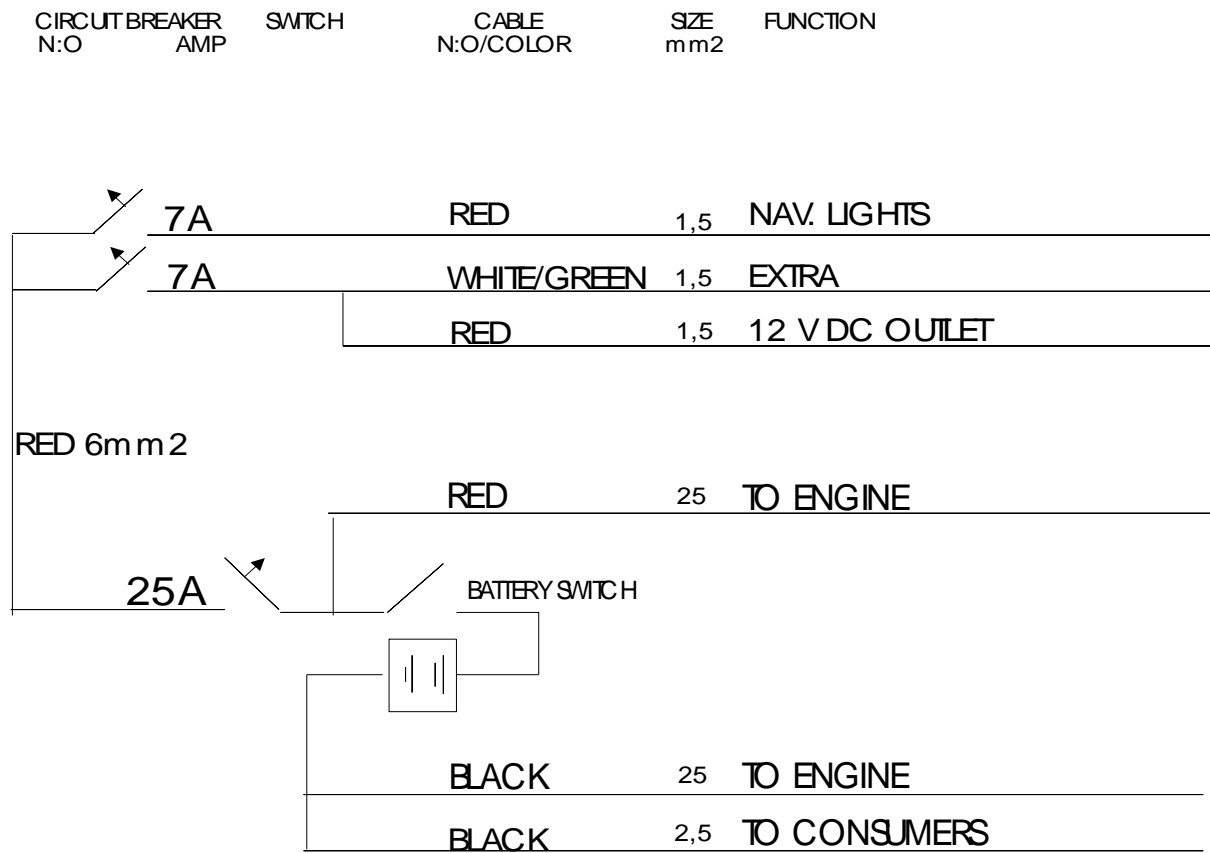 CIRCUIT BREAKER SWITCH CABLE SIZE FUNCTION
N:O AMP N:O/COLOR mm2
7A RED 1,5 NAV. LIGHTS
7A WHITE/GREEN 1,5 EXTRA
RED 1,5 12 V DC OUTLET
RED 6mm2
RED 25 TO ENGINE
25A BATTERY SWITCH
BLACK 25 TO ENGINE
BLACK 2,5 TO CONSUMERS